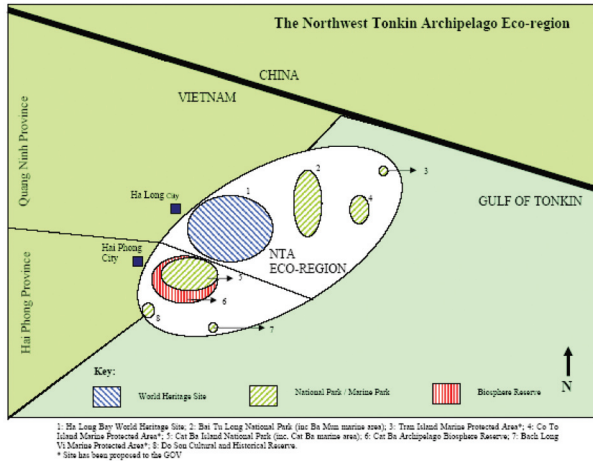 The Northwest Tonkin Archipelago Eco-region
CHINA
VIETNAM
Quang Ninh Province
Ha Long City
1
2
3
4
GULF OF TONKIN
Hai Phong
City
NTA
ECO-REGION
5
6
7
8
Hai Phong Province
Key:
World Heritage Site
National Park / Marine Park
Biosphere Reserve
N
1: Ha Long Bay World Heritage Site; 2: Bai Tu Long National Park (inc Ba Mun marine area); 3: Tran Island Marine Protected Area*; 4: Co To
Island Marine Protected Area*; 5: Cat Ba Island National Park (inc. Cat Ba marine area); 6: Cat Ba Archipelago Biosphere Reserve; 7: Bach Long
Vi Marine Protected Area*; 8: Do Son Cultural and Historical Reserve.
* Site has been proposed to the GOV